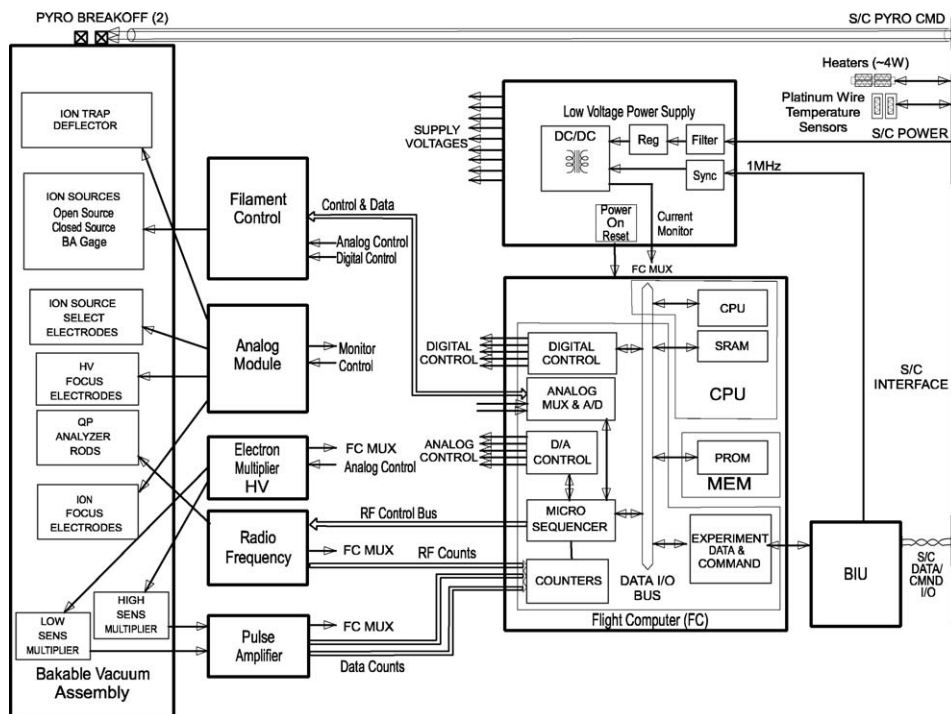 PYRO BREAKOFF (2)
S/C PYRO CMD
Heaters (~4W)
Platinum Wire
Temperature
Sensors
S/C POWER
ION TRAP
DEFLECTOR
ION SOURCES
Open Source
Closed Source
BA Gage
ION SOURCE
SELECT
ELECTRODES
HV
FOCUS
ELECTRODES
QP
ANALYZER
RODS
ION
FOCUS
ELECTRODES
HIGH
SENS
MULTIPLIER
LOW
SENS
MULTIPLIER
Bakable Vacuum
Assembly
Filament
Control
Control & Data
Analog Control
Digital Control
Analog
Module
Monitor
Control
Electron
Multiplier
HV
FC MUX
Analog Control
Radio
Frequency
RF Control Bus
FC MUX
RF Counts
Pulse
Amplifier
FC MUX
Data Counts
SUPPLY
VOLTAGES
Low Voltage Power Supply
DC/DC
Reg
Filter
Sync
1MHz
Power
On
Reset
Current
Monitor
FC MUX
DIGITAL
CONTROL
DIGITAL
CONTROL
ANALOG
MUX & A/D
ANALOG
CONTROL
D/A
CONTROL
MICRO
SEQUENCER
COUNTERS
DATA I/O
BUS
CPU
SRAM
CPU
PROM
MEM
EXPERIMENT
DATA &
COMMAND
Flight Computer (FC)
S/C
INTERFACE
BIU
S/C
DATA/
CMND
I/O